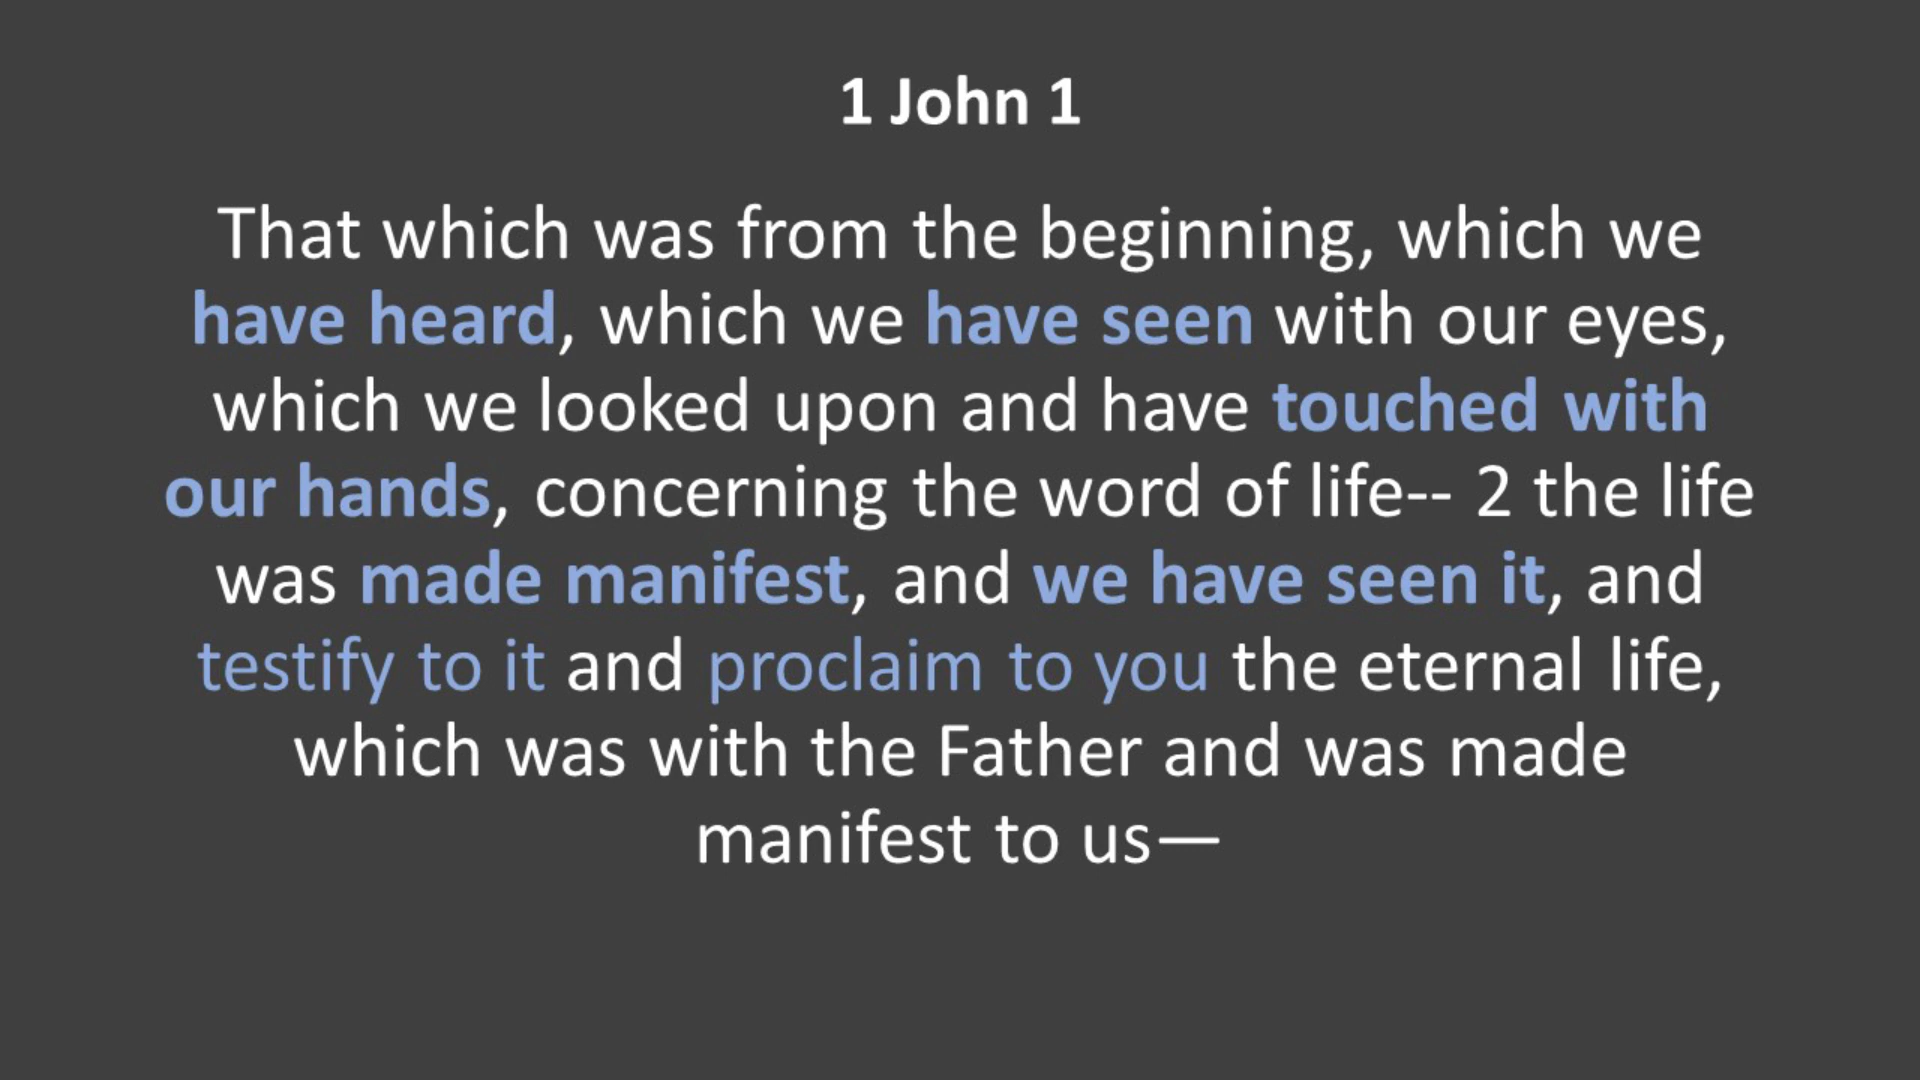 1 John 1
That which was from the beginning, which we
have heard, which we have seen with our eyes,
which we looked upon and have touched with
our hands, concerning the word of life-- 2 the life
was made manifest, and we have seen it, and
testify to it and proclaim to you the eternal life,
which was with the Father and was made
manifest to us—